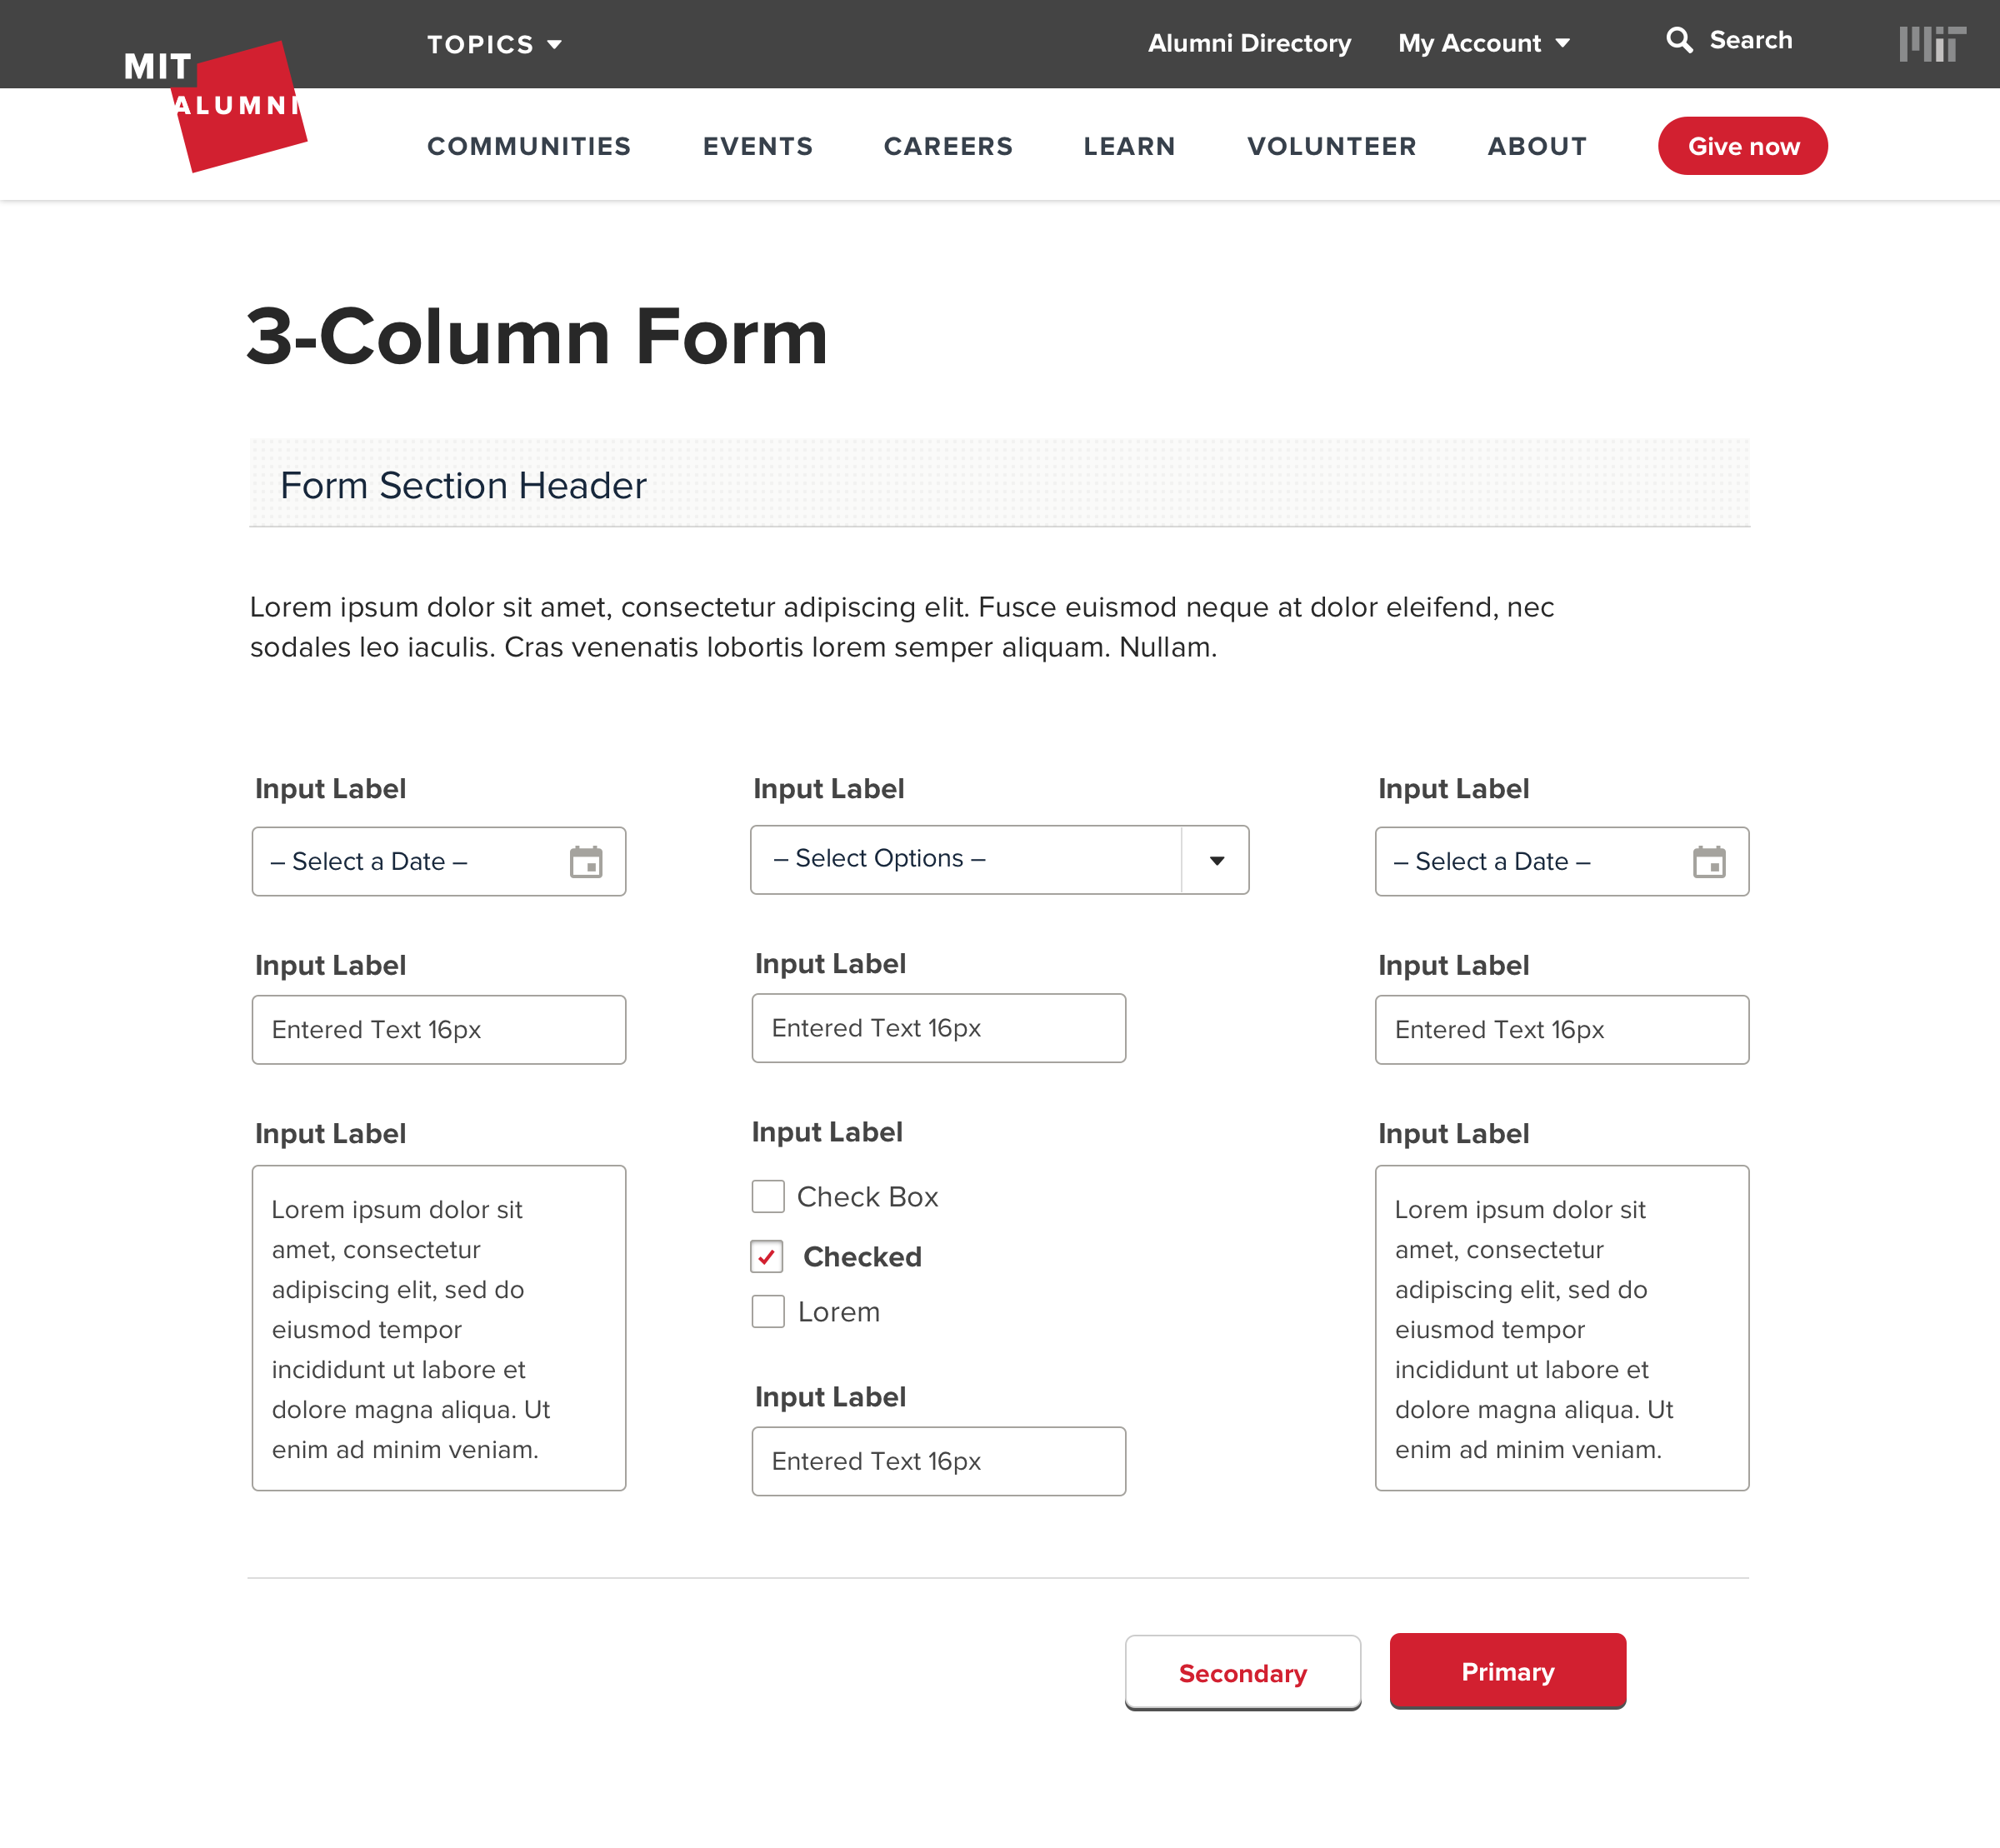 TOPICS
Alumni Directory
My Account
Search
MIT
MIT
ALUMNI
COMMUNITIES
EVENTS
CAREERS
LEARN
VOLUNTEER
ABOUT
Give now
3-Column Form
Form Section Header
Lorem ipsum dolor sit amet, consectetur adipiscing elit. Fusce euismod neque at dolor eleifend, nec
sodales leo iaculis. Cras venenatis lobortis lorem semper aliquam. Nullam.
Input Label
– Select a Date –
Input Label
Entered Text 16px
Input Label
Lorem ipsum dolor sit
amet, consectetur
adipiscing elit, sed do
eiusmod tempor
incididunt ut labore et
dolore magna aliqua. Ut
enim ad minim veniam.
Input Label
– Select Options –
Input Label
Entered Text 16px
Input Label
Check Box
Checked
Lorem
Input Label
Entered Text 16px
Input Label
– Select a Date –
Input Label
Entered Text 16px
Input Label
Lorem ipsum dolor sit
amet, consectetur
adipiscing elit, sed do
eiusmod tempor
incididunt ut labore et
dolore magna aliqua. Ut
enim ad minim veniam.
Secondary
Primary